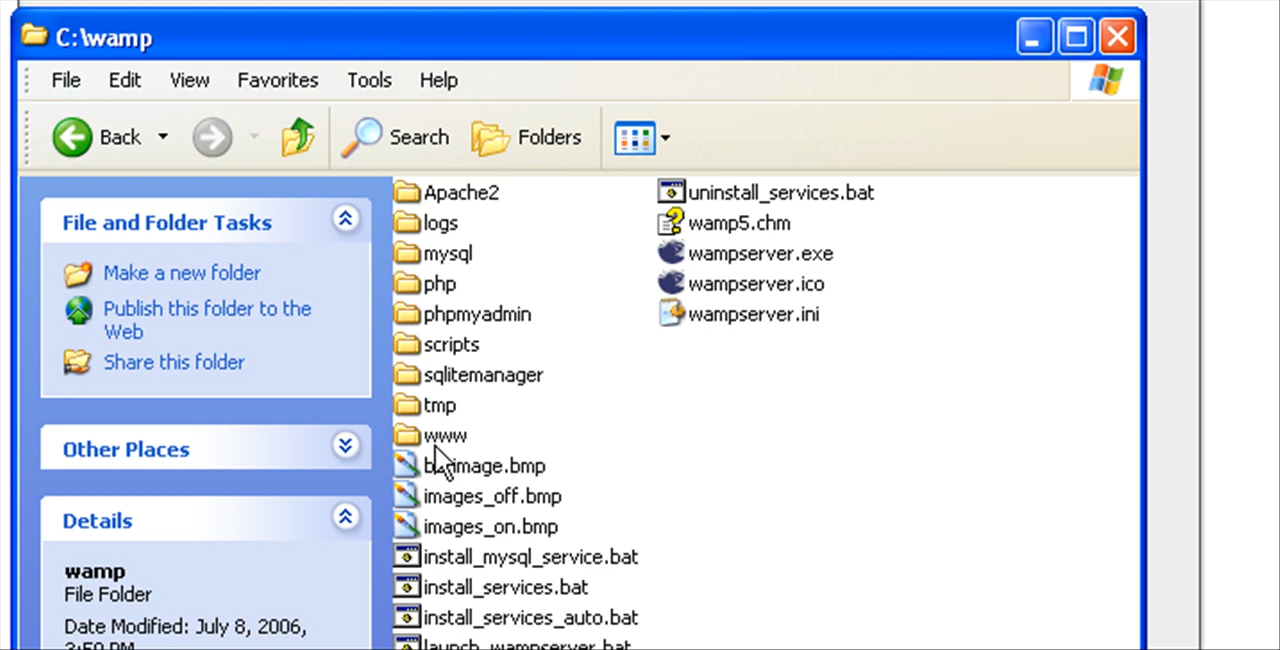 C:\wamp
File Edit View Favorites Tools Help
Back Search Folders
File and Folder Tasks
Make a new folder
Publish this folder to the
Web
Share this folder
Other Places
Details
wamp
File Folder
Date Modified: July 8, 2006,
Apache2
logs
mysql
php
phpmyadmin
scripts
sqlitemanager
tmp
www
images_off.bmp
images_on.bmp
install_mysql_service.bat
install_services.bat
install_services_auto.bat
launch_wampserver.bat
uninstall_services.bat
wamp5.chm
wampserver.exe
wampserver.ico
wampserver.ini